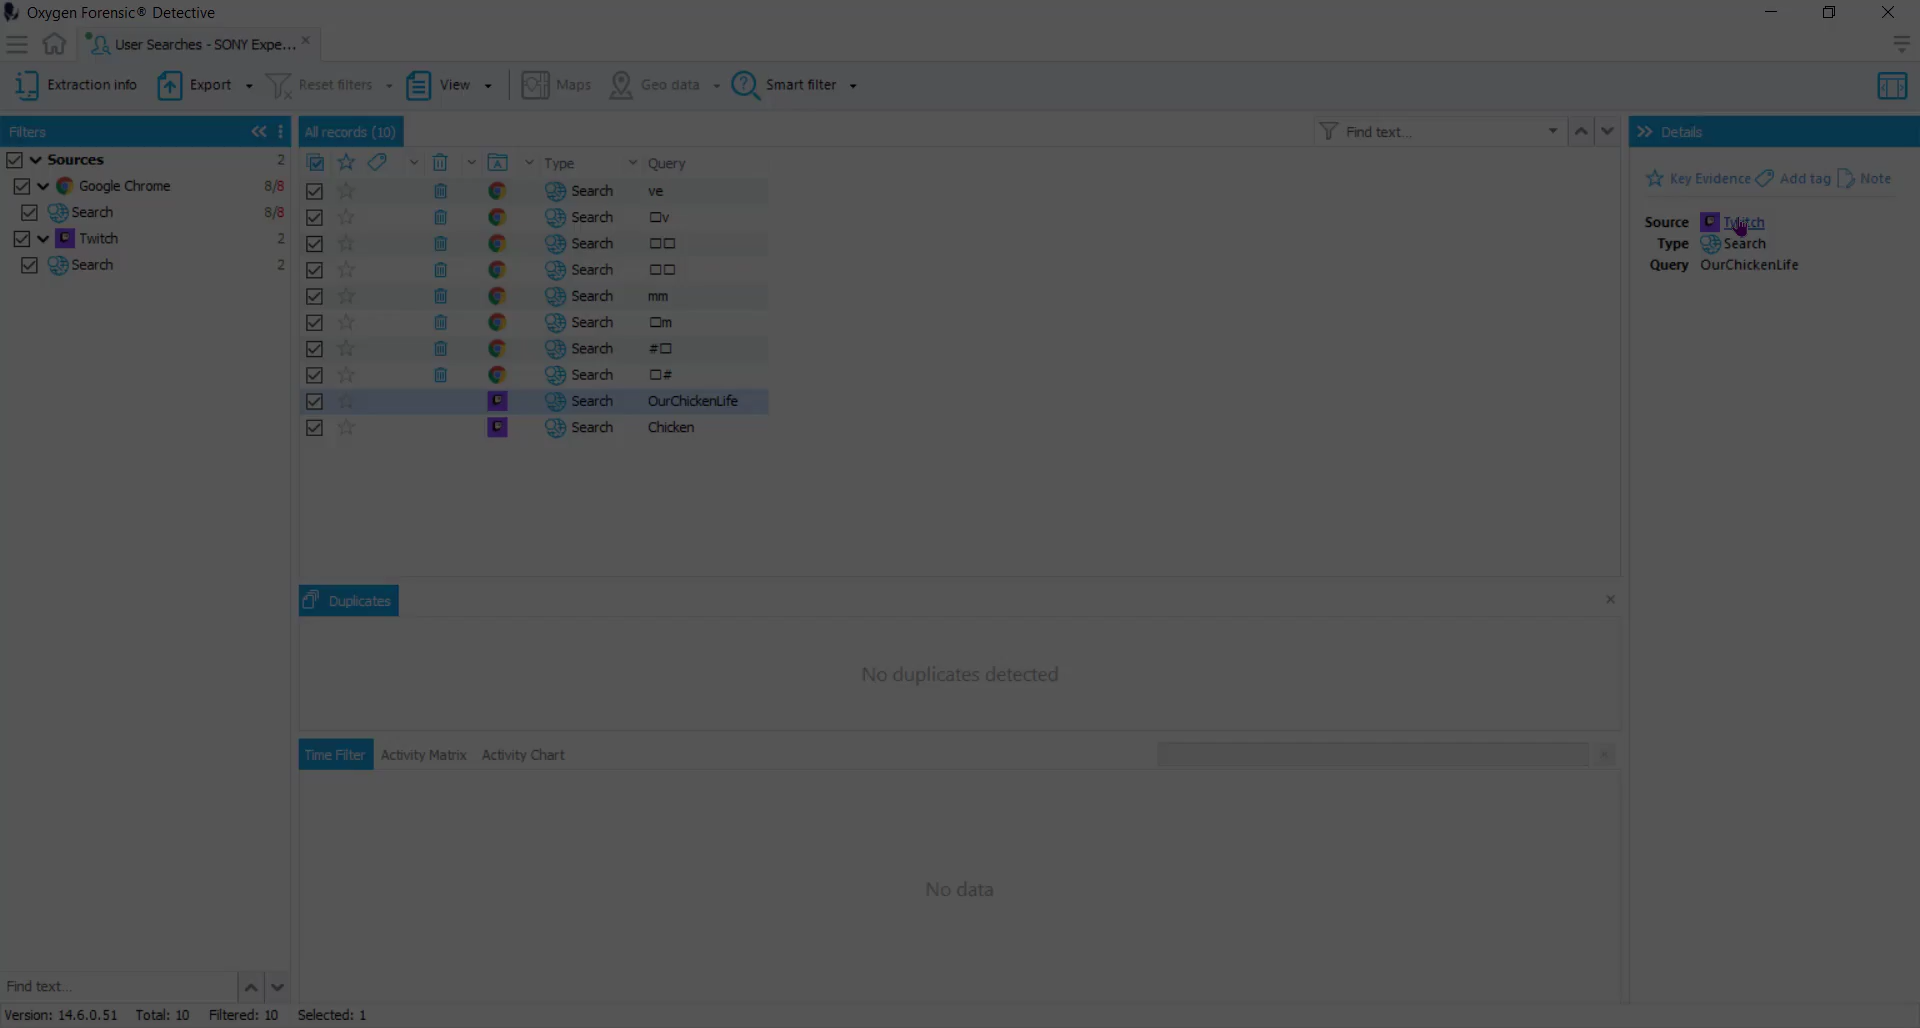 Oxygen Forensic® Detective
User Searches - SONY Expe...
Extraction info Export Reset filters View Maps Geo data Smart filter
Filters
Sources 2
Google Chrome 8/8
Search 8/8
Twitch 2
Search 2
All records (10) Find text...
Type Query
Search ve
Search □v
Search □□
Search □□
Search mm
Search □m
Search #□
Search □#
Search OurChickenLife
Search Chicken
Duplicates
No duplicates detected
Time Filter Activity Matrix Activity Chart
No data
Details
Key Evidence Add tag Note
Source Twitch
Type Search
Query OurChickenLife
Find text...
Version: 14.6.0.51 Total: 10 Filtered: 10 Selected: 1